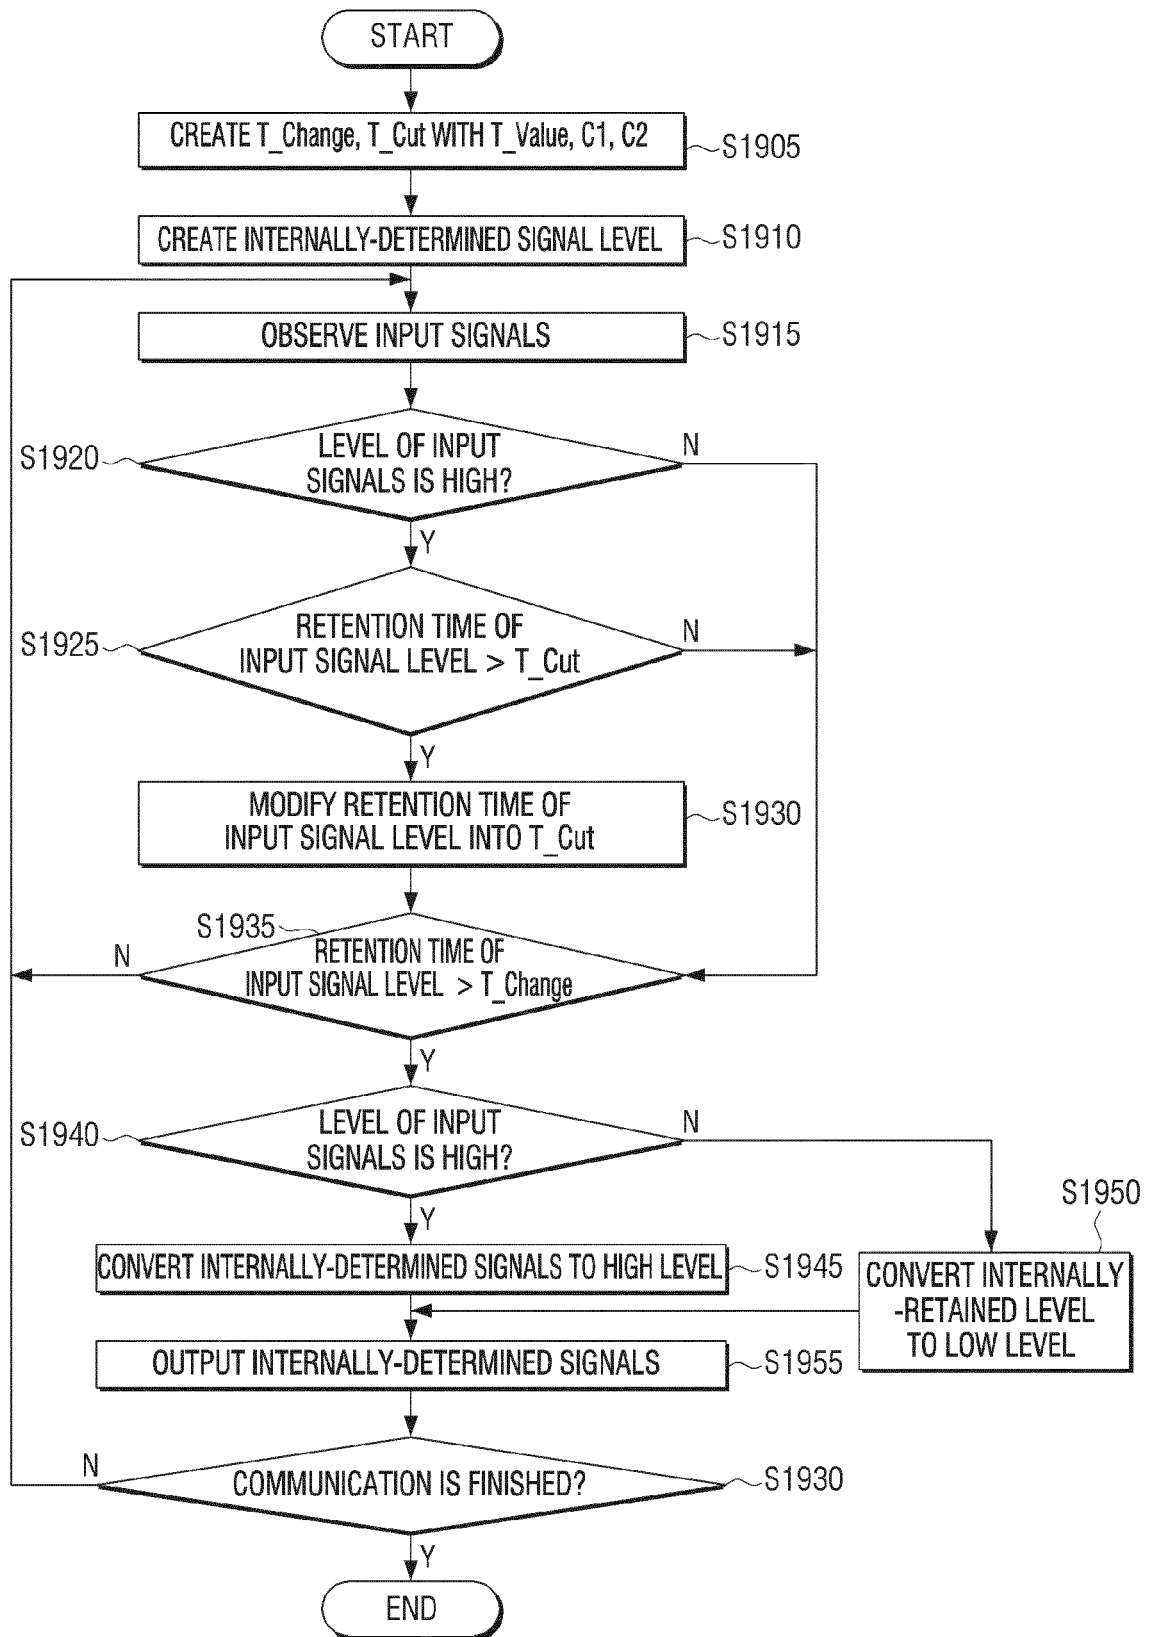 START
CREATE T_Change, T_Cut WITH T_Value, C1, C2
S1905
CREATE INTERNALLY-DETERMINED SIGNAL LEVEL
S1910
OBSERVE INPUT SIGNALS
S1915
S1920
LEVEL OF INPUT
SIGNALS IS HIGH?
N
Y
S1925
RETENTION TIME OF
INPUT SIGNAL LEVEL > T_Cut
N
Y
MODIFY RETENTION TIME OF
INPUT SIGNAL LEVEL INTO T_Cut
S1930
S1935
N
RETENTION TIME OF
INPUT SIGNAL LEVEL > T_Change
Y
S1940
LEVEL OF INPUT
SIGNALS IS HIGH?
N
Y
S1950
CONVERT INTERNALLY-DETERMINED SIGNALS TO HIGH LEVEL
S1945
CONVERT INTERNALLY
-RETAINED LEVEL
TO LOW LEVEL
OUTPUT INTERNALLY-DETERMINED SIGNALS
S1955
N
COMMUNICATION IS FINISHED?
S1930
Y
END